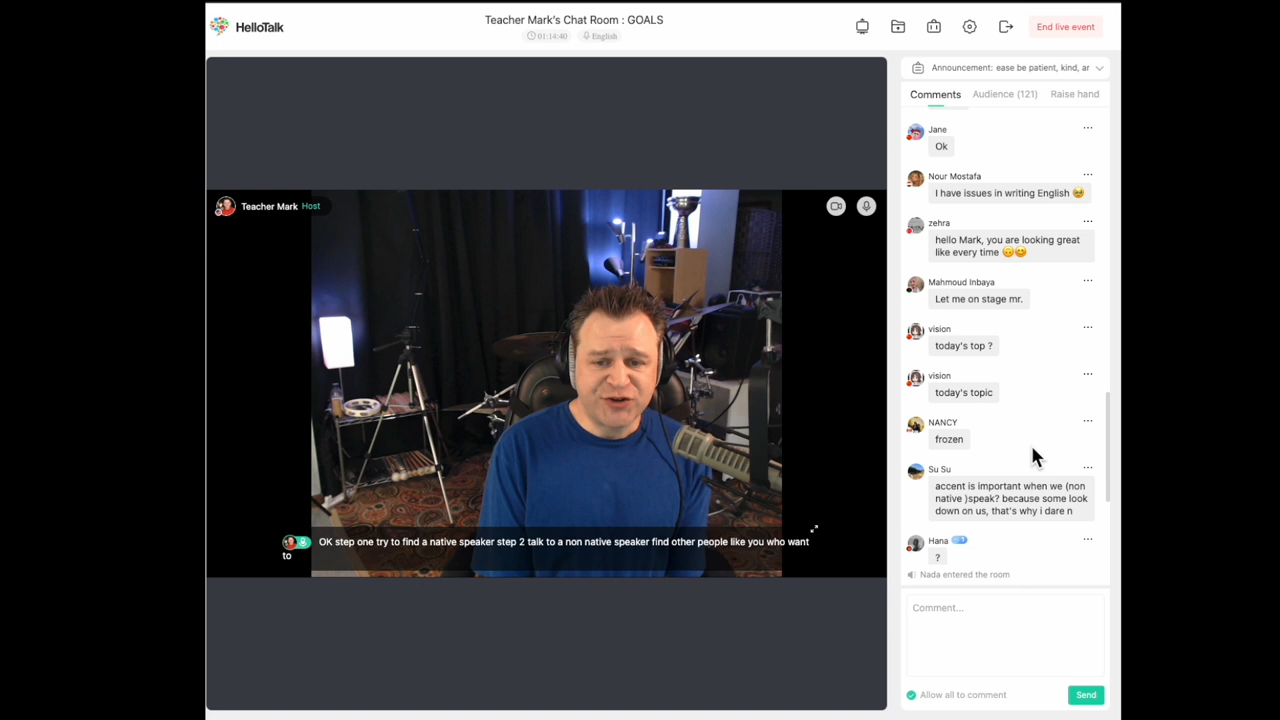 HelloTalk
Teacher Mark's Chat Room : GOALS
01:14:40
English
End live event
Announcement: ease be patient, kind, ar
Comments
Audience (121)
Raise hand
Jane
Ok
Nour Mostafa
I have issues in writing English
zehra
hello Mark, you are looking great
like every time
Mahmoud Inbaya
Let me on stage mr.
vision
today's top ?
vision
today's topic
NANCY
frozen
Su Su
accent is important when we (non
native )speak? because some look
down on us, that's why i dare n
Hana
?
Nada entered the room
Comment...
Allow all to comment
Send
Teacher Mark Host
OK step one try to find a native speaker step 2 talk to a non native speaker find other people like you who want
to